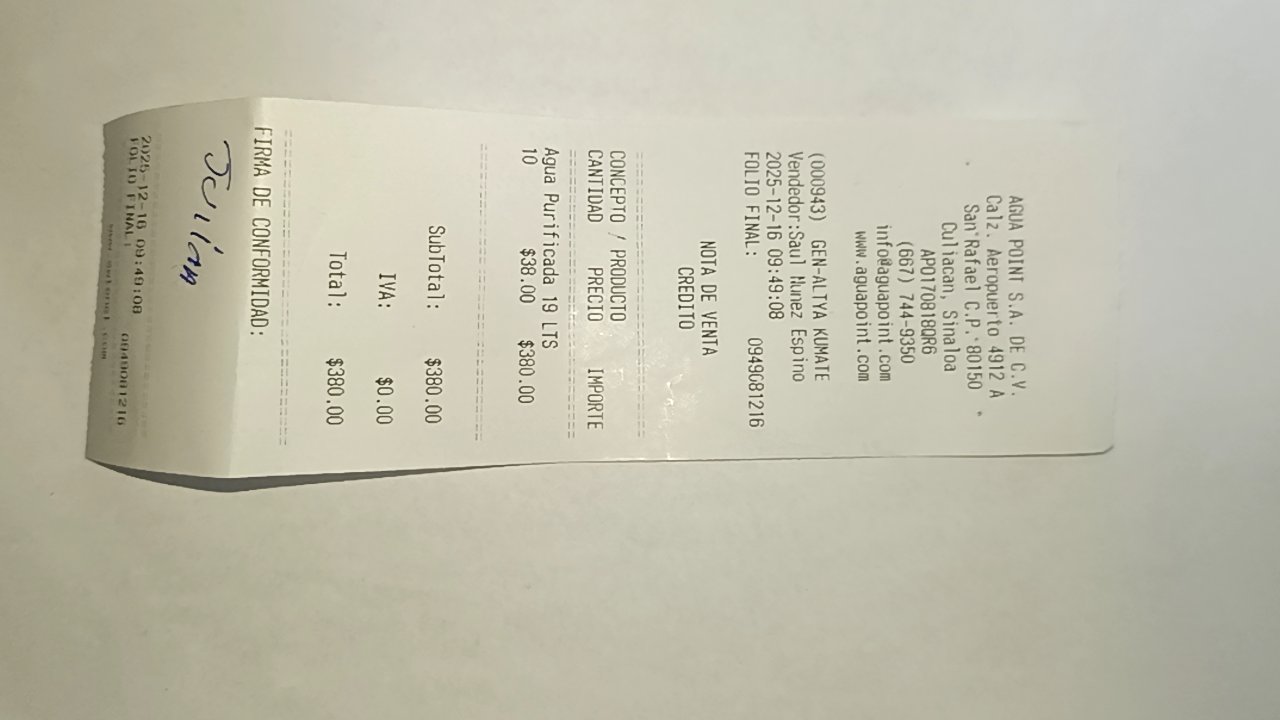 AGUA POINT S.A. DE C.V.
Calz. Aeropuerto 4912 A
San Rafael C.P. 80150
Culiacan, Sinaloa
APO170818QR6
(667) 744-9350
info@aguapoint.com
www.aguapoint.com
(000943) GEN-ALTYA KUMATE
Vendedor:Saul Nunez Espino
2025-12-16 09:49:08
FOLIO FINAL: 0949081216
NOTA DE VENTA
CREDITO
CONCEPTO / PRODUCTO
CANTIDAD PRECIO IMPORTE
Agua Purificada 19 LTS
10 $38.00 $380.00
SubTotal: $380.00
IVA: $0.00
Total: $380.00
FIRMA DE CONFORMIDAD:
Julian
2025-12-16 09:49:08
FOLIO FINAL: 0949081216